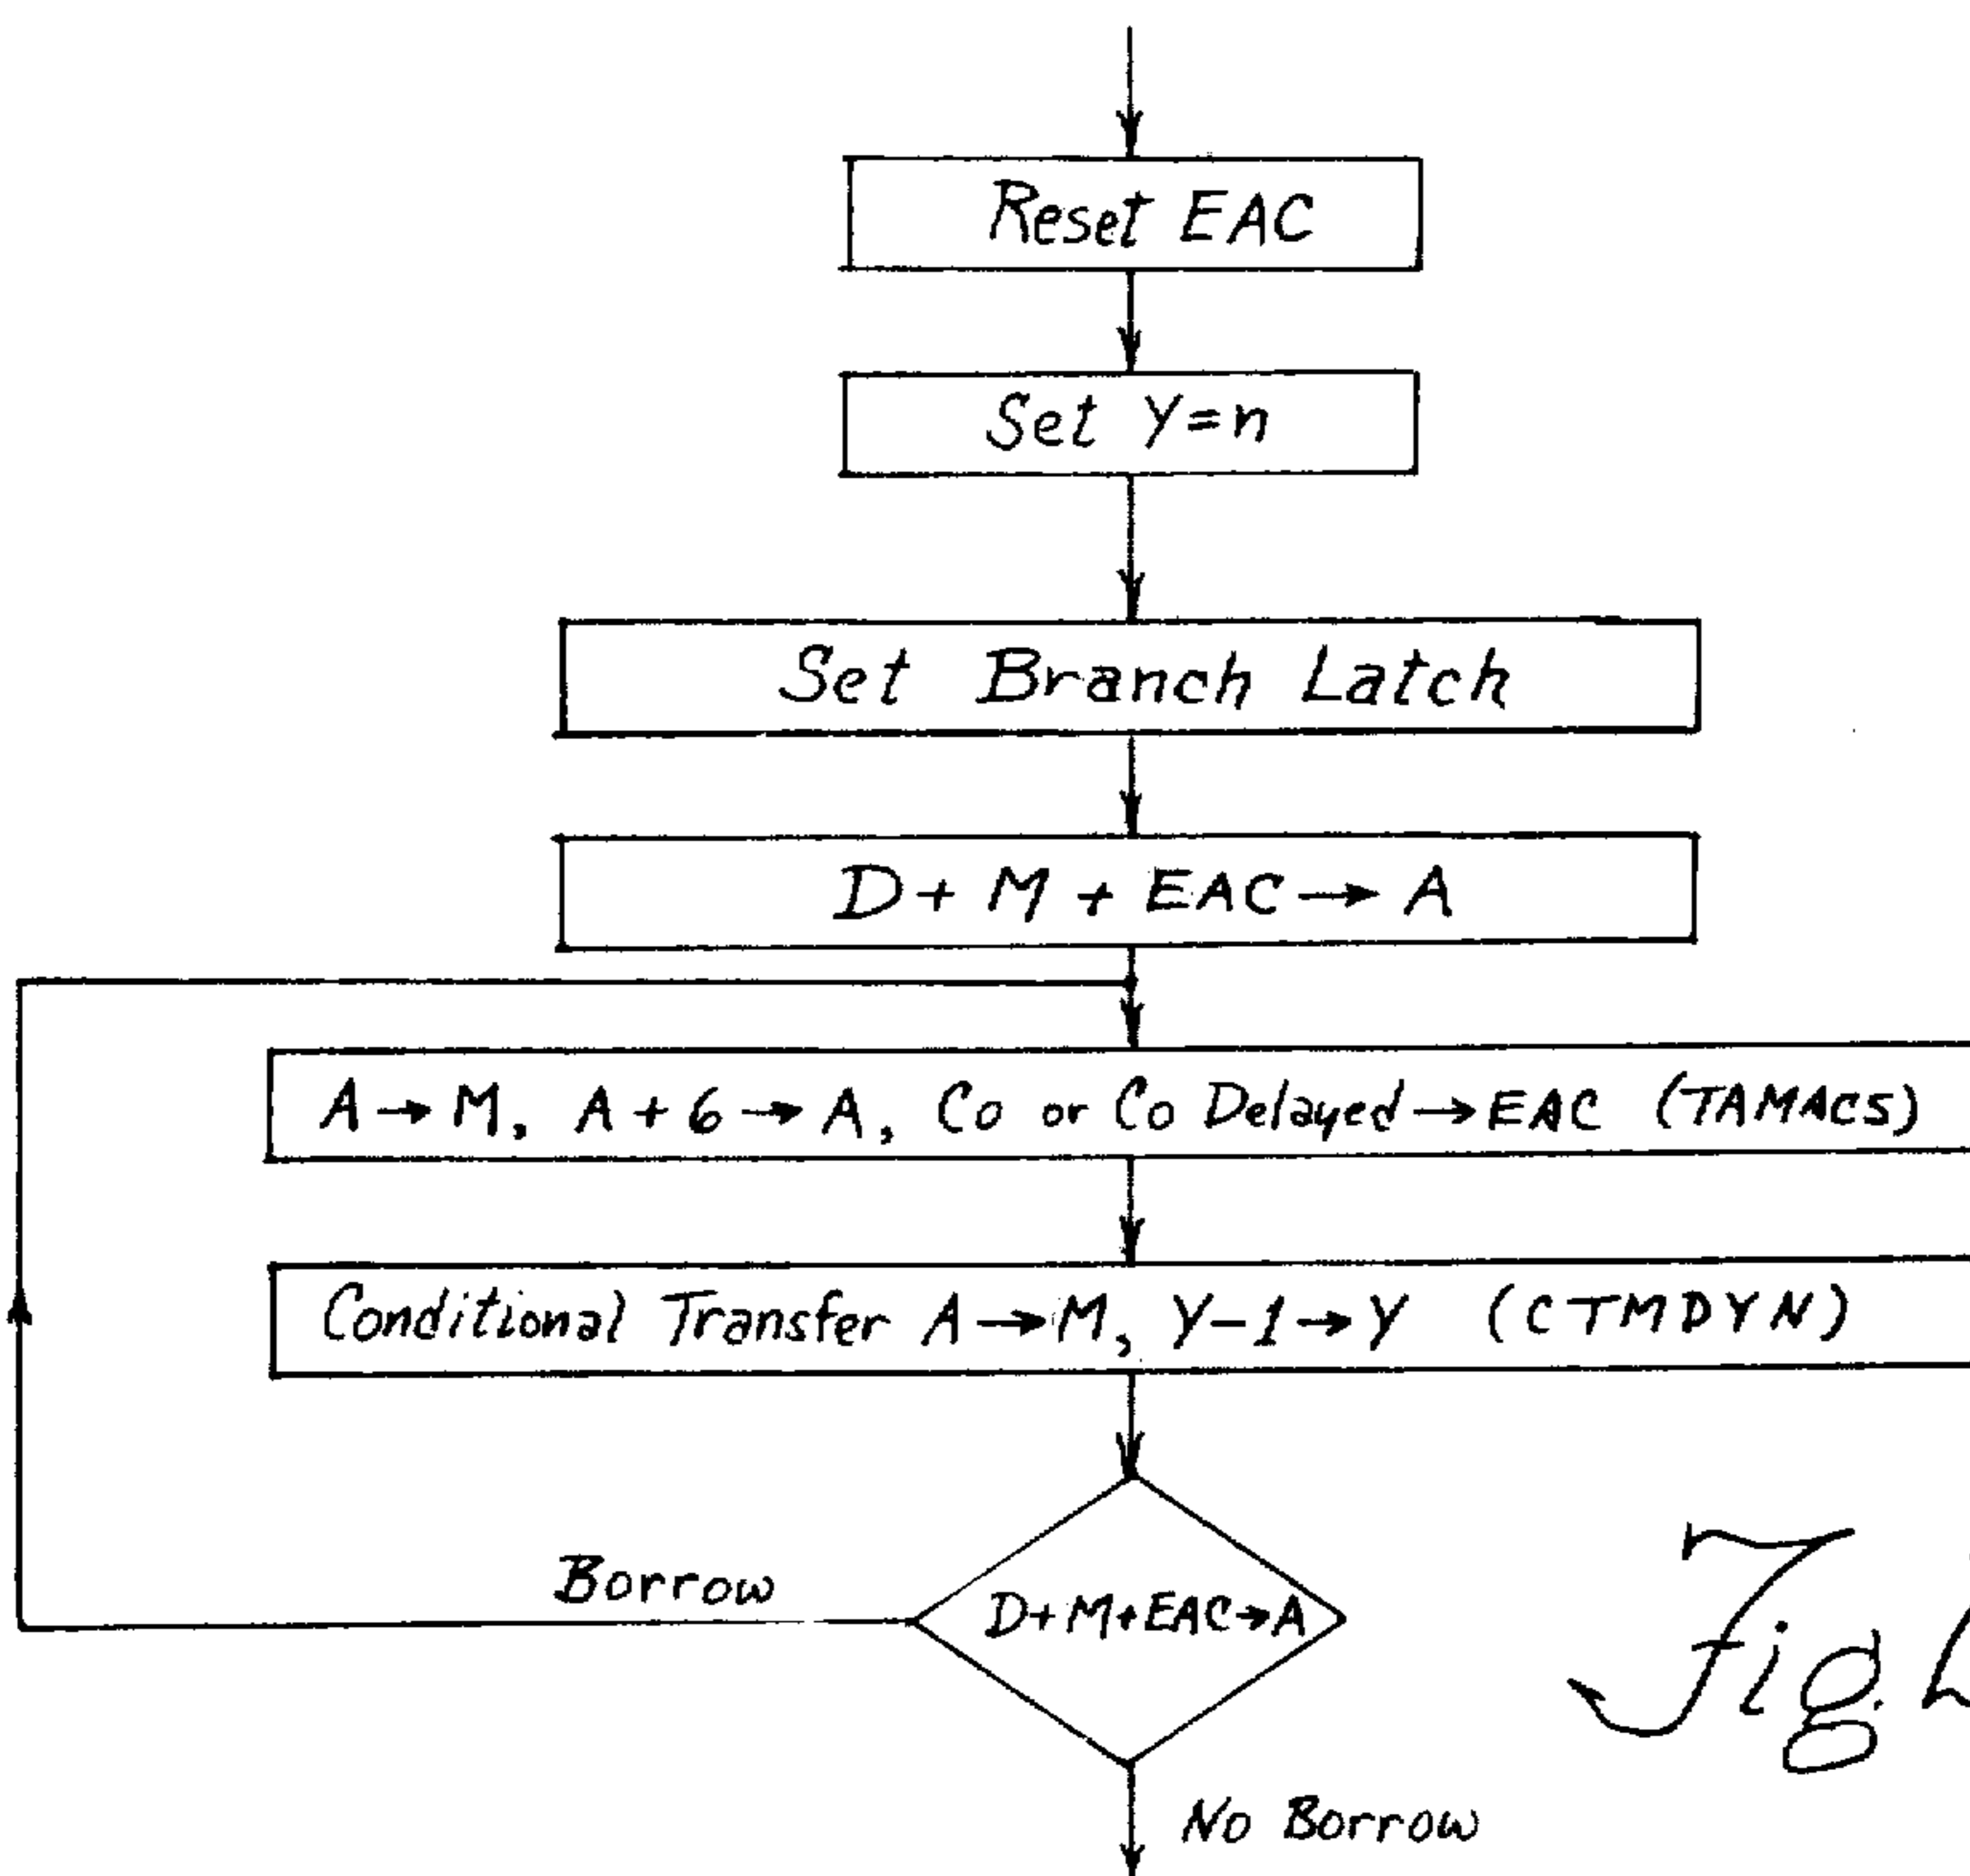 Reset EAC
Set Y=n
Set Branch Latch
D + M + EAC → A
A → M, A + 6 → A, Co or Co Delayed → EAC (TAMACS)
Conditional Transfer A → M, Y-1 → Y (CTMDYN)
Borrow
D+M+EAC→A
Fig.
No Borrow